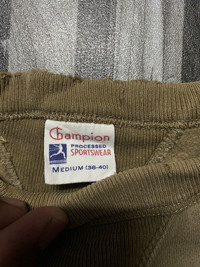 Champion
PROCESSED
SPORTSWEAR
MEDIUM (38-40)